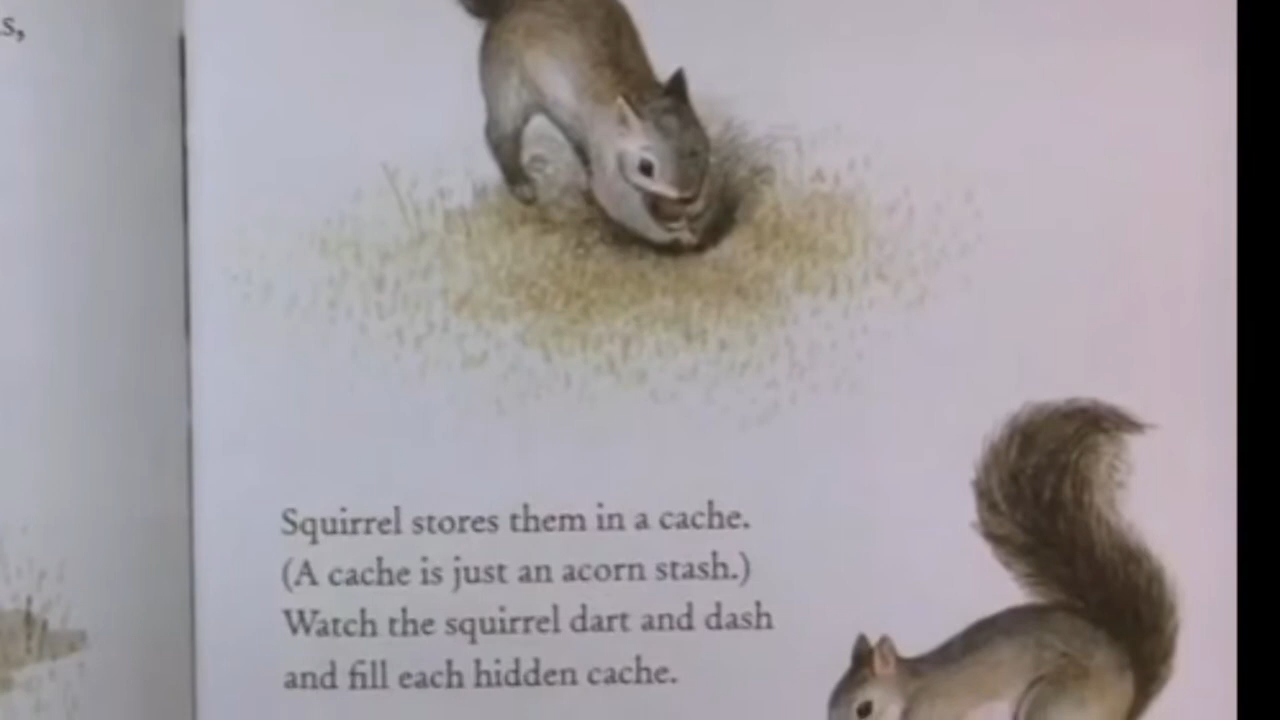 s,
Squirrel stores them in a cache.
(A cache is just an acorn stash.)
Watch the squirrel dart and dash
and fill each hidden cache.